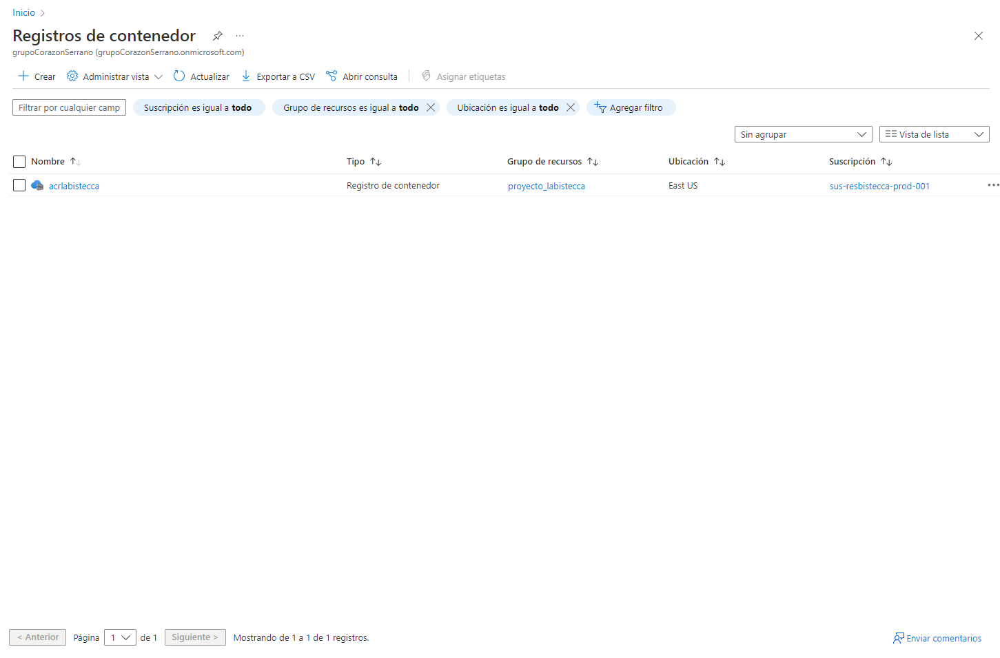 Inicio
Registros de contenedor
grupoCorazonSerrano (grupoCorazonSerrano.onmicrosoft.com)
Crear Administrar vista Actualizar Exportar a CSV Abrir consulta Asignar etiquetas
Filtrar por cualquier camp Suscripción es igual a todo Grupo de recursos es igual a todo Ubicación es igual a todo Agregar filtro
Sin agrupar Vista de lista
Nombre Tipo Grupo de recursos Ubicación Suscripción
acrlabistecca Registro de contenedor proyecto_labistecca East US sus-resbistecca-prod-001
< Anterior Página 1 de 1 Siguiente > Mostrando de 1 a 1 de 1 registros. Enviar comentarios